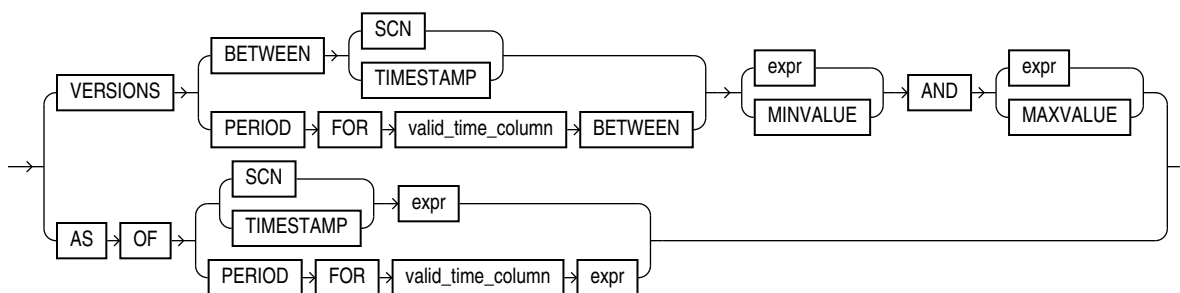 SCN
BETWEEN expr expr
VERSIONS TIMESTAMP AND
PERIOD FOR valid_time_column BETWEEN MINVALUE MAXVALUE
SCN
expr
AS OF TIMESTAMP
PERIOD FOR valid_time_column expr